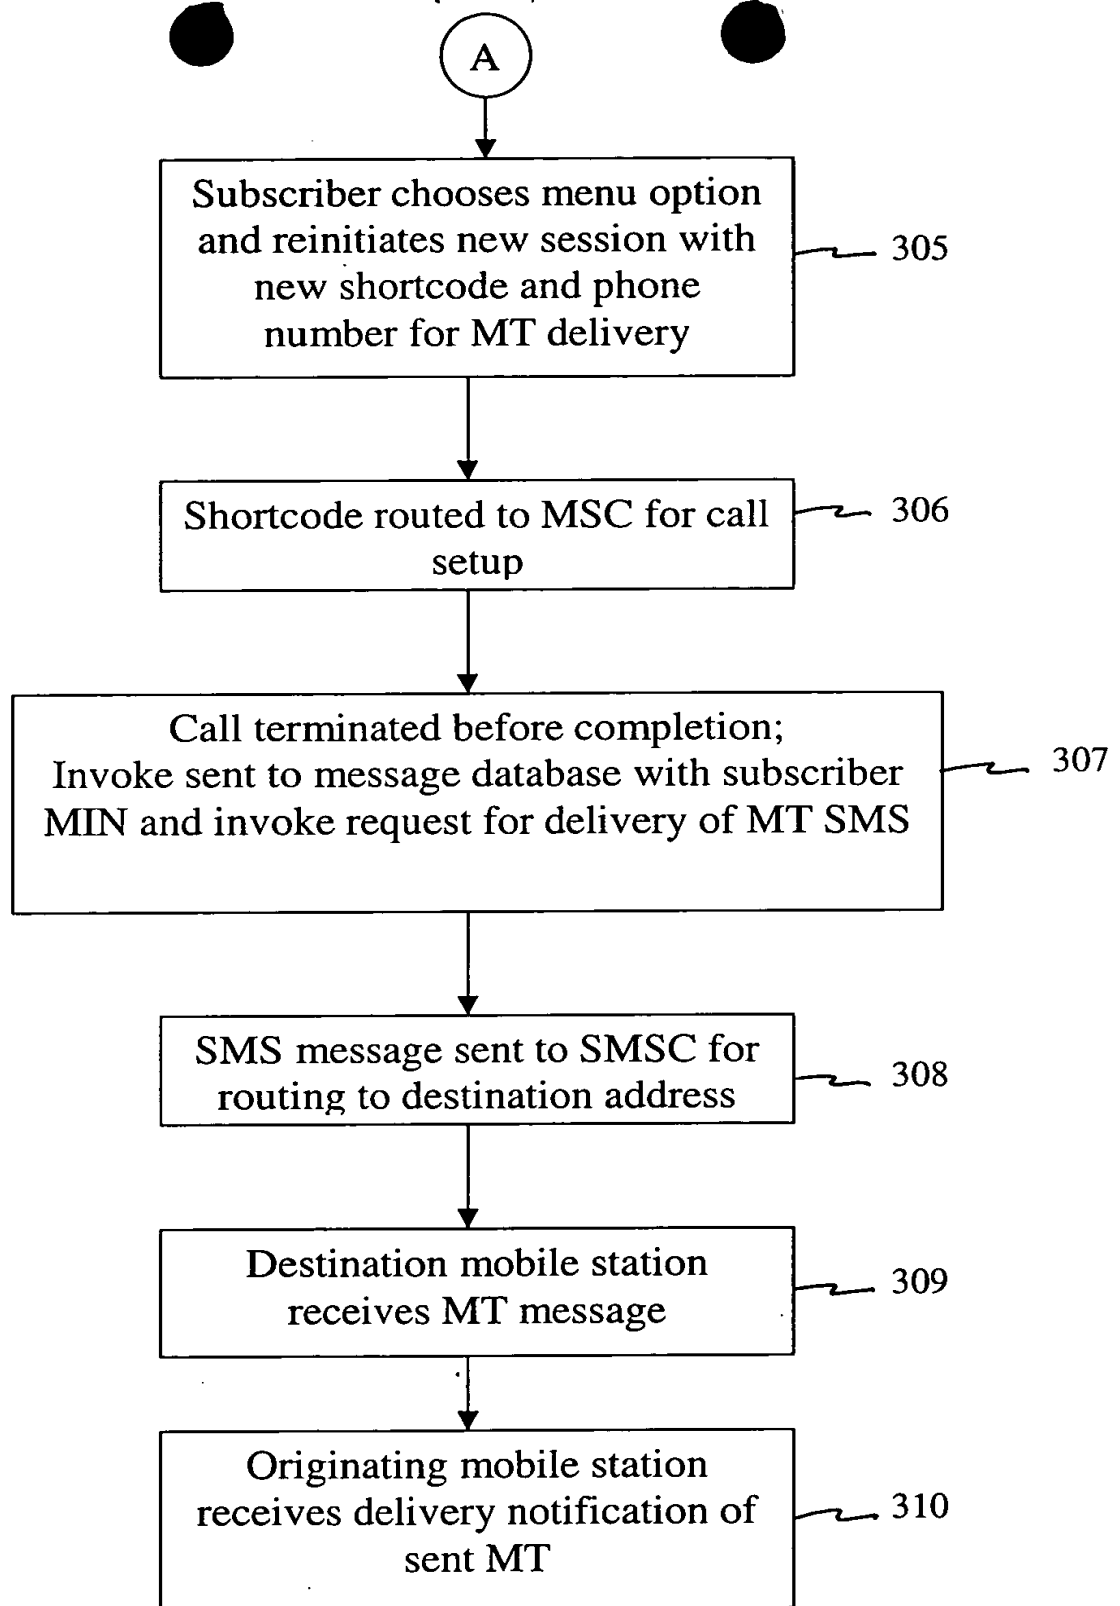 A
Subscriber chooses menu option
and reinitiates new session with
new shortcode and phone
number for MT delivery
305
Shortcode routed to MSC for call
setup
306
Call terminated before completion;
Invoke sent to message database with subscriber
MIN and invoke request for delivery of MT SMS
307
SMS message sent to SMSC for
routing to destination address
308
Destination mobile station
receives MT message
309
Originating mobile station
receives delivery notification of
sent MT
310